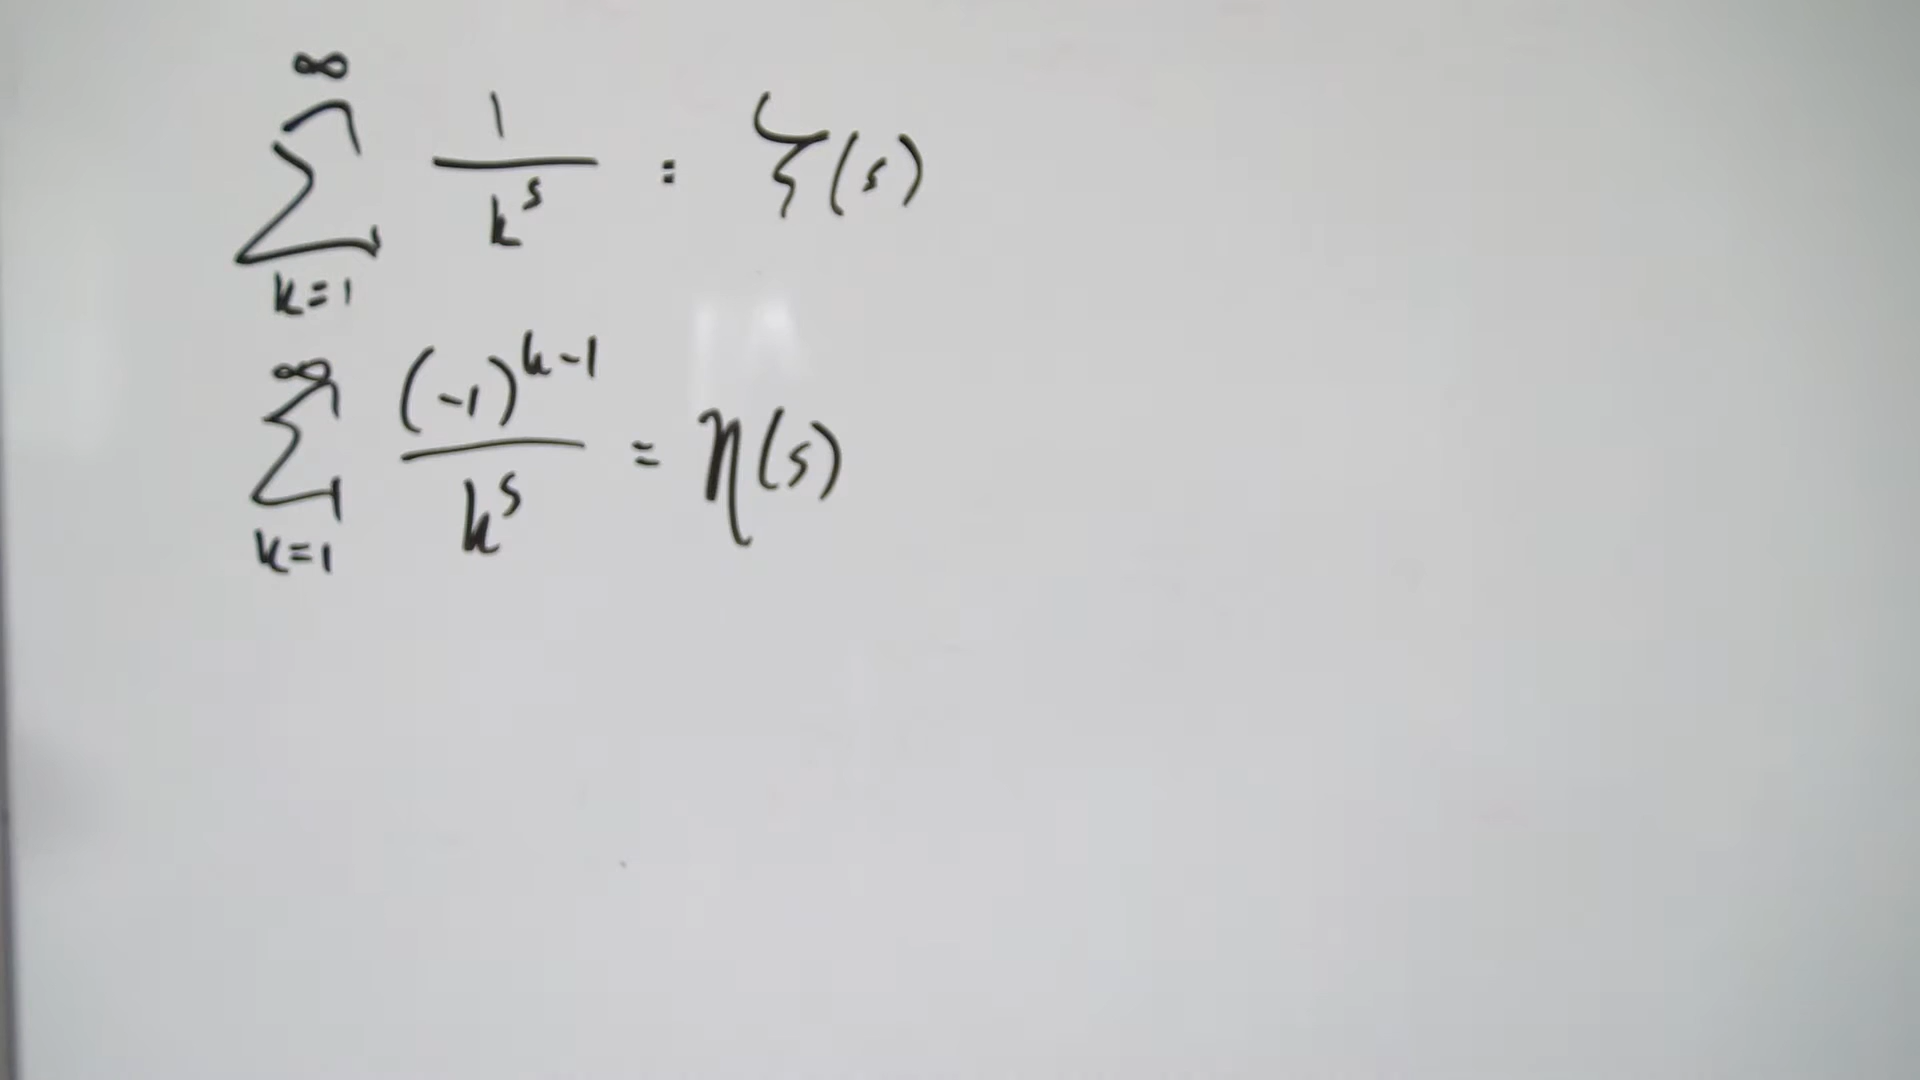 ∑_{k=1}^{∞} 1/k^s = ζ(s)
∑_{k=1}^{∞} (-1)^{k-1}/k^s = η(s)